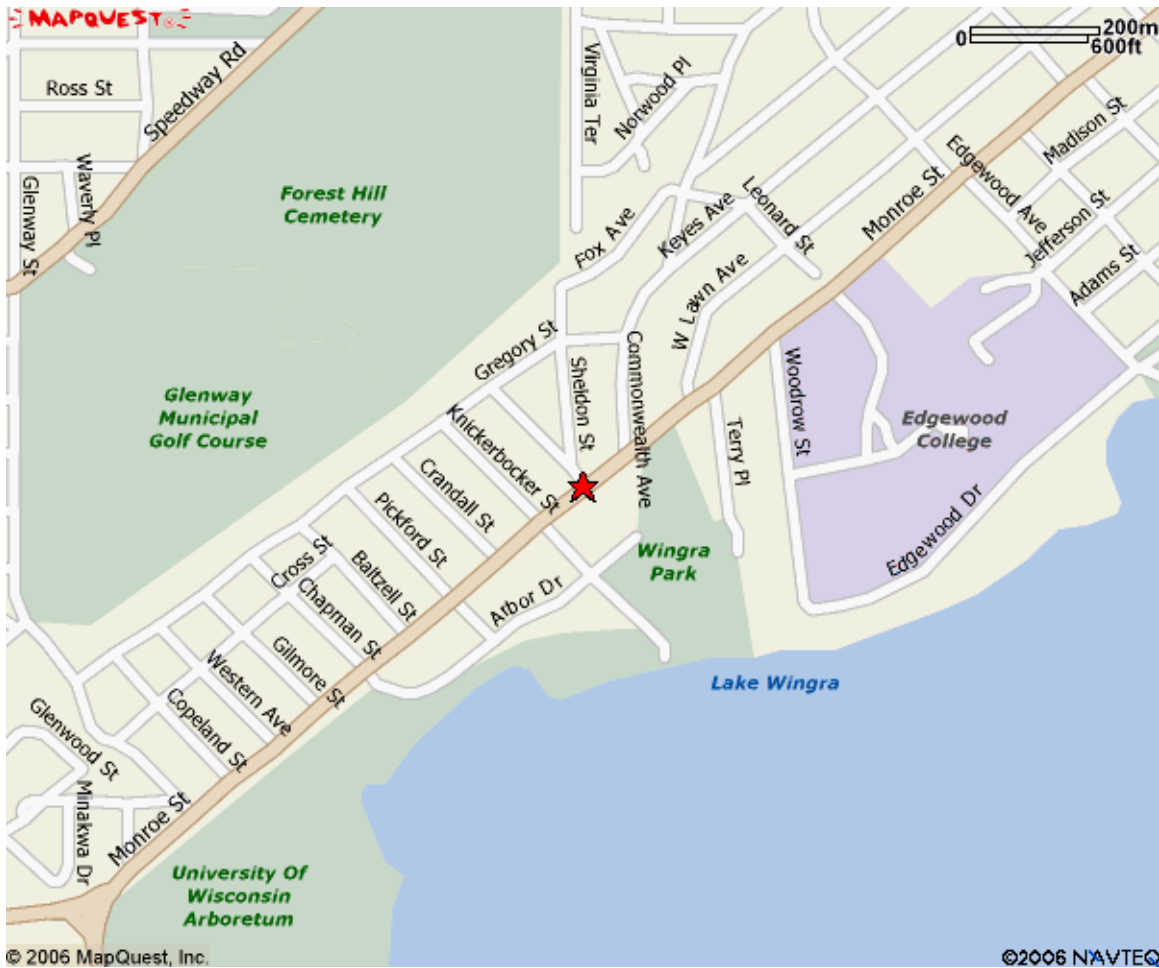 MAPQUEST
200m
0
600ft
Ross St
Speedway Rd
Virginia Ter
Norwood Pl
Madison St
Edgewood Ave
Glenway St
Waverly Pl
Forest Hill
Cemetery
Leonard St
Monroe St
Jefferson St
Fox Ave
Keyes Ave
Adams St
W Lawn Ave
Gregory St
Sheldon St
Commonwealth Ave
Woodrow St
Glenway
Municipal
Golf Course
Knickerbocker St
Terry Pl
Edgewood
College
Crandall St
Pickford St
Edgewood Dr
Cross St
Baltzell St
Wingra
Park
Arbor Dr
Chapman St
Gilmore St
Western Ave
Lake Wingra
Copeland St
Glenwood St
Minakwa Dr
Monroe St
University Of
Wisconsin
Arboretum
© 2006 MapQuest, Inc.
©2006 NAVTEQ